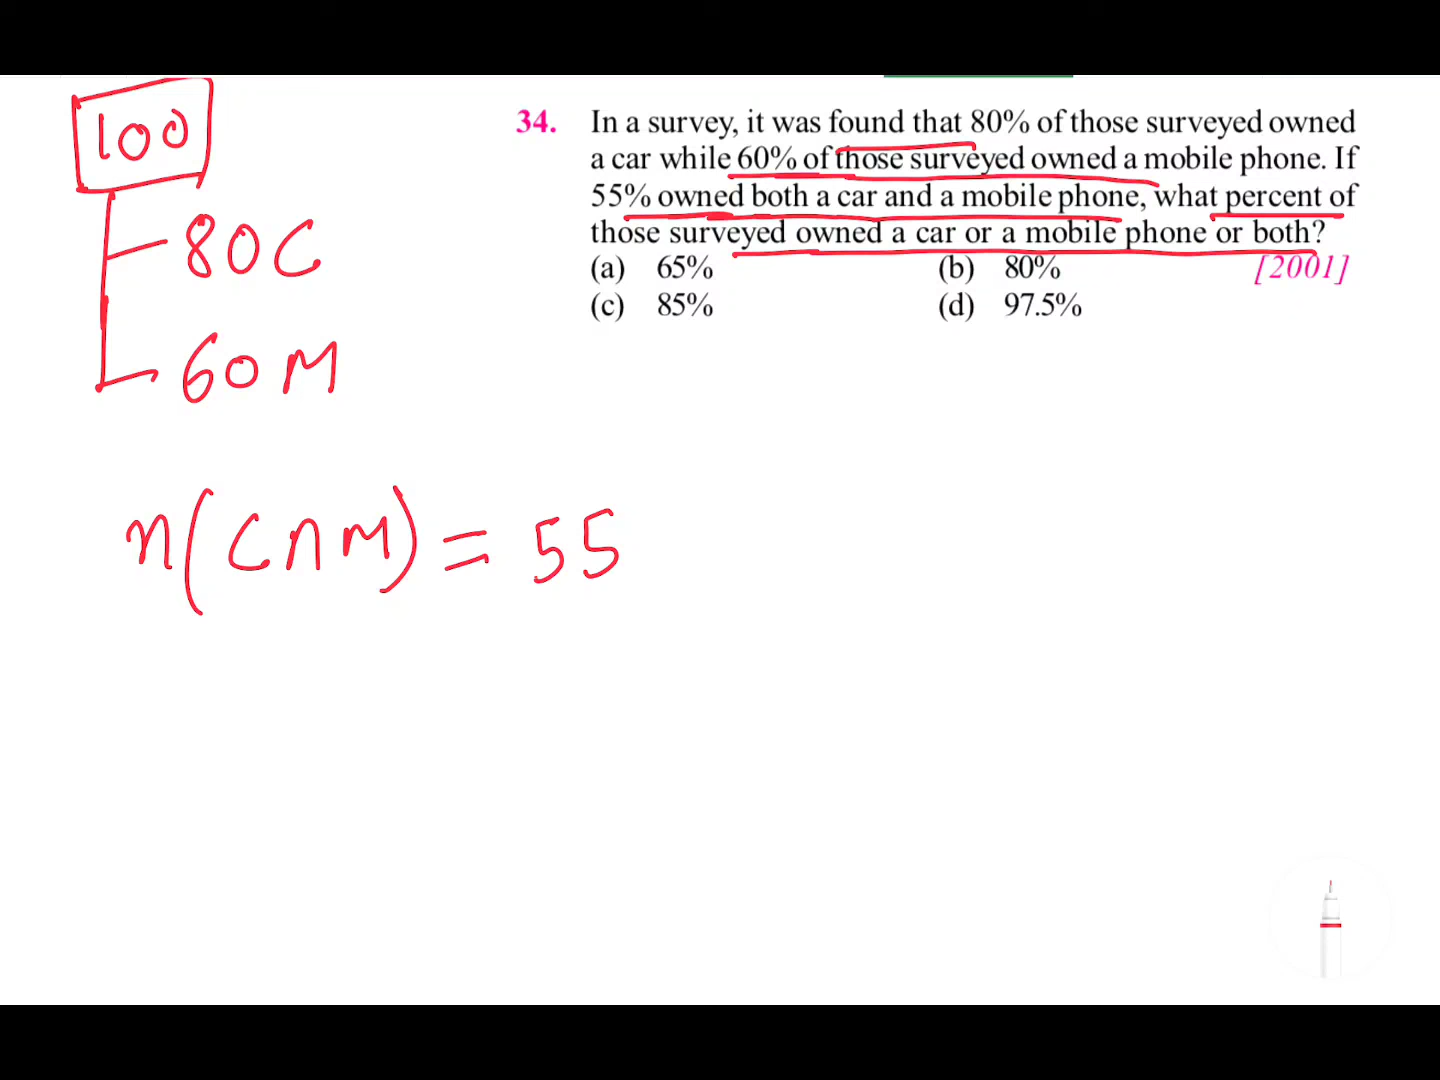 100
80C
60M
34. In a survey, it was found that 80% of those surveyed owned
a car while 60% of those surveyed owned a mobile phone. If
55% owned both a car and a mobile phone, what percent of
those surveyed owned a car or a mobile phone or both?
(a) 65% (b) 80% [2001]
(c) 85% (d) 97.5%
n(C∩M) = 55